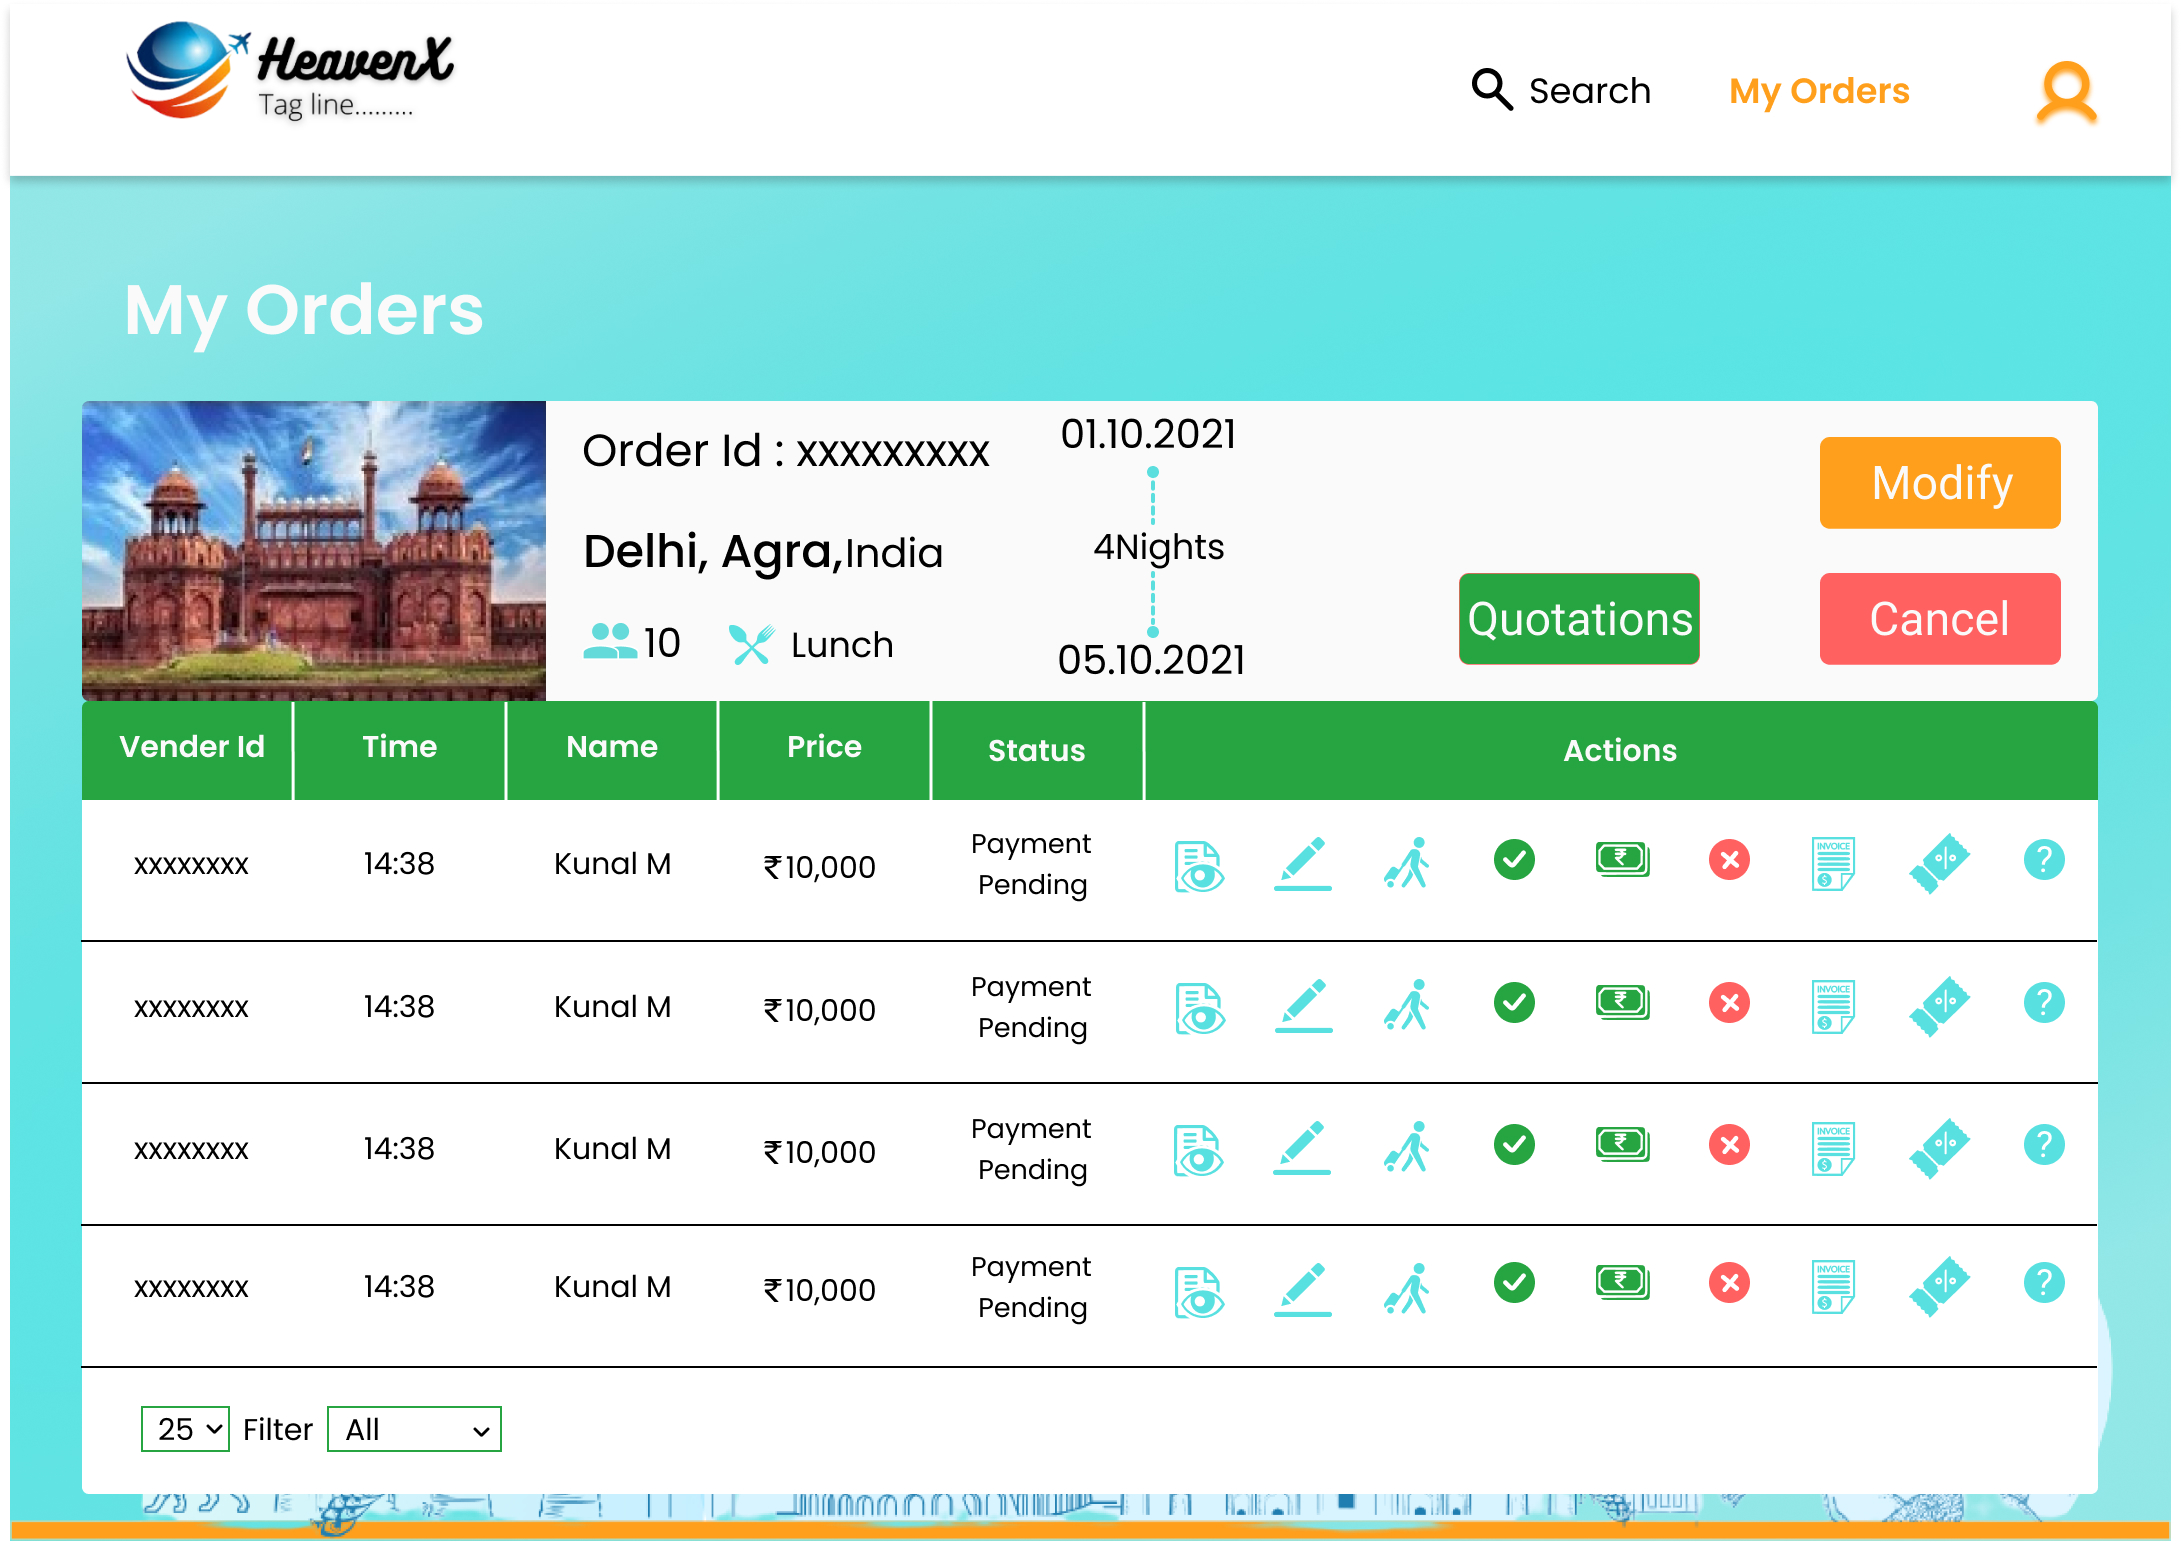 HeavenX
Tag line.........
Search
My Orders
My Orders
Order Id : xxxxxxxxx
Delhi, Agra,India
10
Lunch
01.10.2021
4Nights
05.10.2021
Modify
Quotations
Cancel
Vender Id Time Name Price Status Actions
xxxxxxxx 14:38 Kunal M ₹10,000 Payment Pending ₹ INVOICE $ ?
xxxxxxxx 14:38 Kunal M ₹10,000 Payment Pending ₹ INVOICE $ ?
xxxxxxxx 14:38 Kunal M ₹10,000 Payment Pending ₹ INVOICE $ ?
xxxxxxxx 14:38 Kunal M ₹10,000 Payment Pending ₹ INVOICE $ ?
25 Filter All